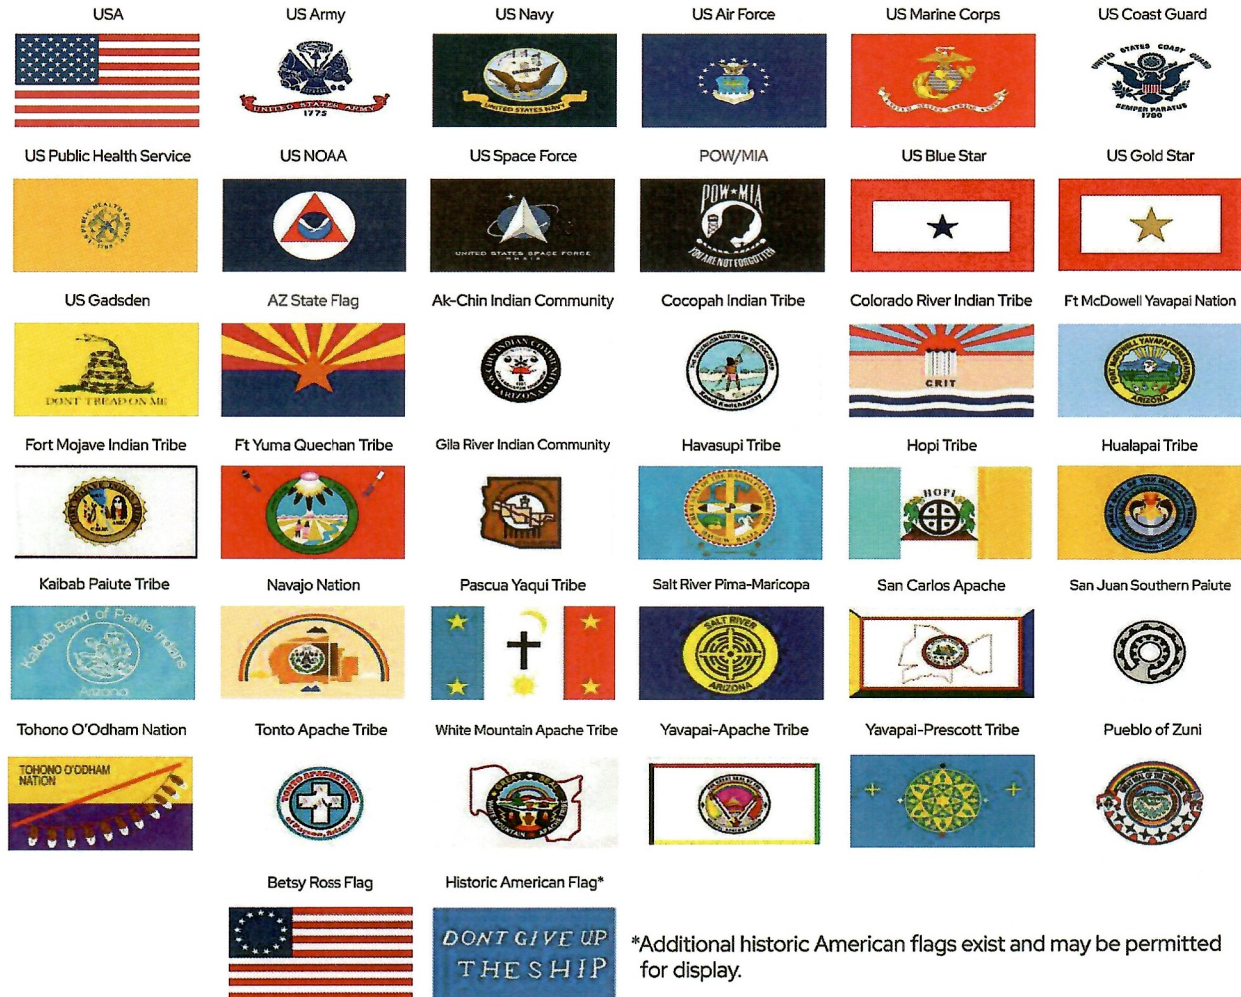 USA
US Army
US Navy
US Air Force
US Marine Corps
US Coast Guard
UNITED STATES ARMY
1775
UNITED STATES NAVY
UNITED STATES COAST GUARD
SEMPER PARATUS
1790
US Public Health Service
US NOAA
US Space Force
POW/MIA
US Blue Star
US Gold Star
UNITED STATES SPACE FORCE
POW★MIA
YOU ARE NOT FORGOTTEN
US Gadsden
AZ State Flag
Ak-Chin Indian Community
Cocopah Indian Tribe
Colorado River Indian Tribe
Ft McDowell Yavapai Nation
DONT TREAD ON ME
CRIT
ARIZONA
Fort Mojave Indian Tribe
Ft Yuma Quechan Tribe
Gila River Indian Community
Havasupi Tribe
Hopi Tribe
Hualapai Tribe
HOPI
Kaibab Paiute Tribe
Navajo Nation
Pascua Yaqui Tribe
Salt River Pima-Maricopa
San Carlos Apache
San Juan Southern Paiute
Kaibab Band of Paiute Indians
Arizona
SALT RIVER
ARIZONA
Tohono O'Odham Nation
Tonto Apache Tribe
White Mountain Apache Tribe
Yavapai-Apache Tribe
Yavapai-Prescott Tribe
Pueblo of Zuni
TOHONO O'ODHAM
NATION
TONTO APACHE TRIBE
of Payson, Arizona
Betsy Ross Flag
Historic American Flag*
DONT GIVE UP
THE SHIP
*Additional historic American flags exist and may be permitted
for display.